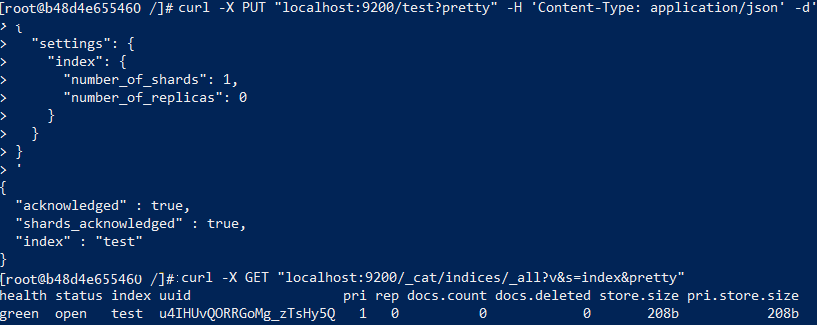 [root@b48d4e655460 /]# curl -X PUT "localhost:9200/test?pretty" -H 'Content-Type: application/json' -d'
> {
>   "settings": {
>     "index": {
>       "number_of_shards": 1,
>       "number_of_replicas": 0
>     }
>   }
> }
> '
{
  "acknowledged" : true,
  "shards_acknowledged" : true,
  "index" : "test"
}
[root@b48d4e655460 /]# curl -X GET "localhost:9200/_cat/indices/_all?v&s=index&pretty"
health status index uuid                   pri rep docs.count docs.deleted store.size pri.store.size
green  open   test  u4IHUvQORRGoMg_zTsHy5Q   1   0          0            0       208b           208b